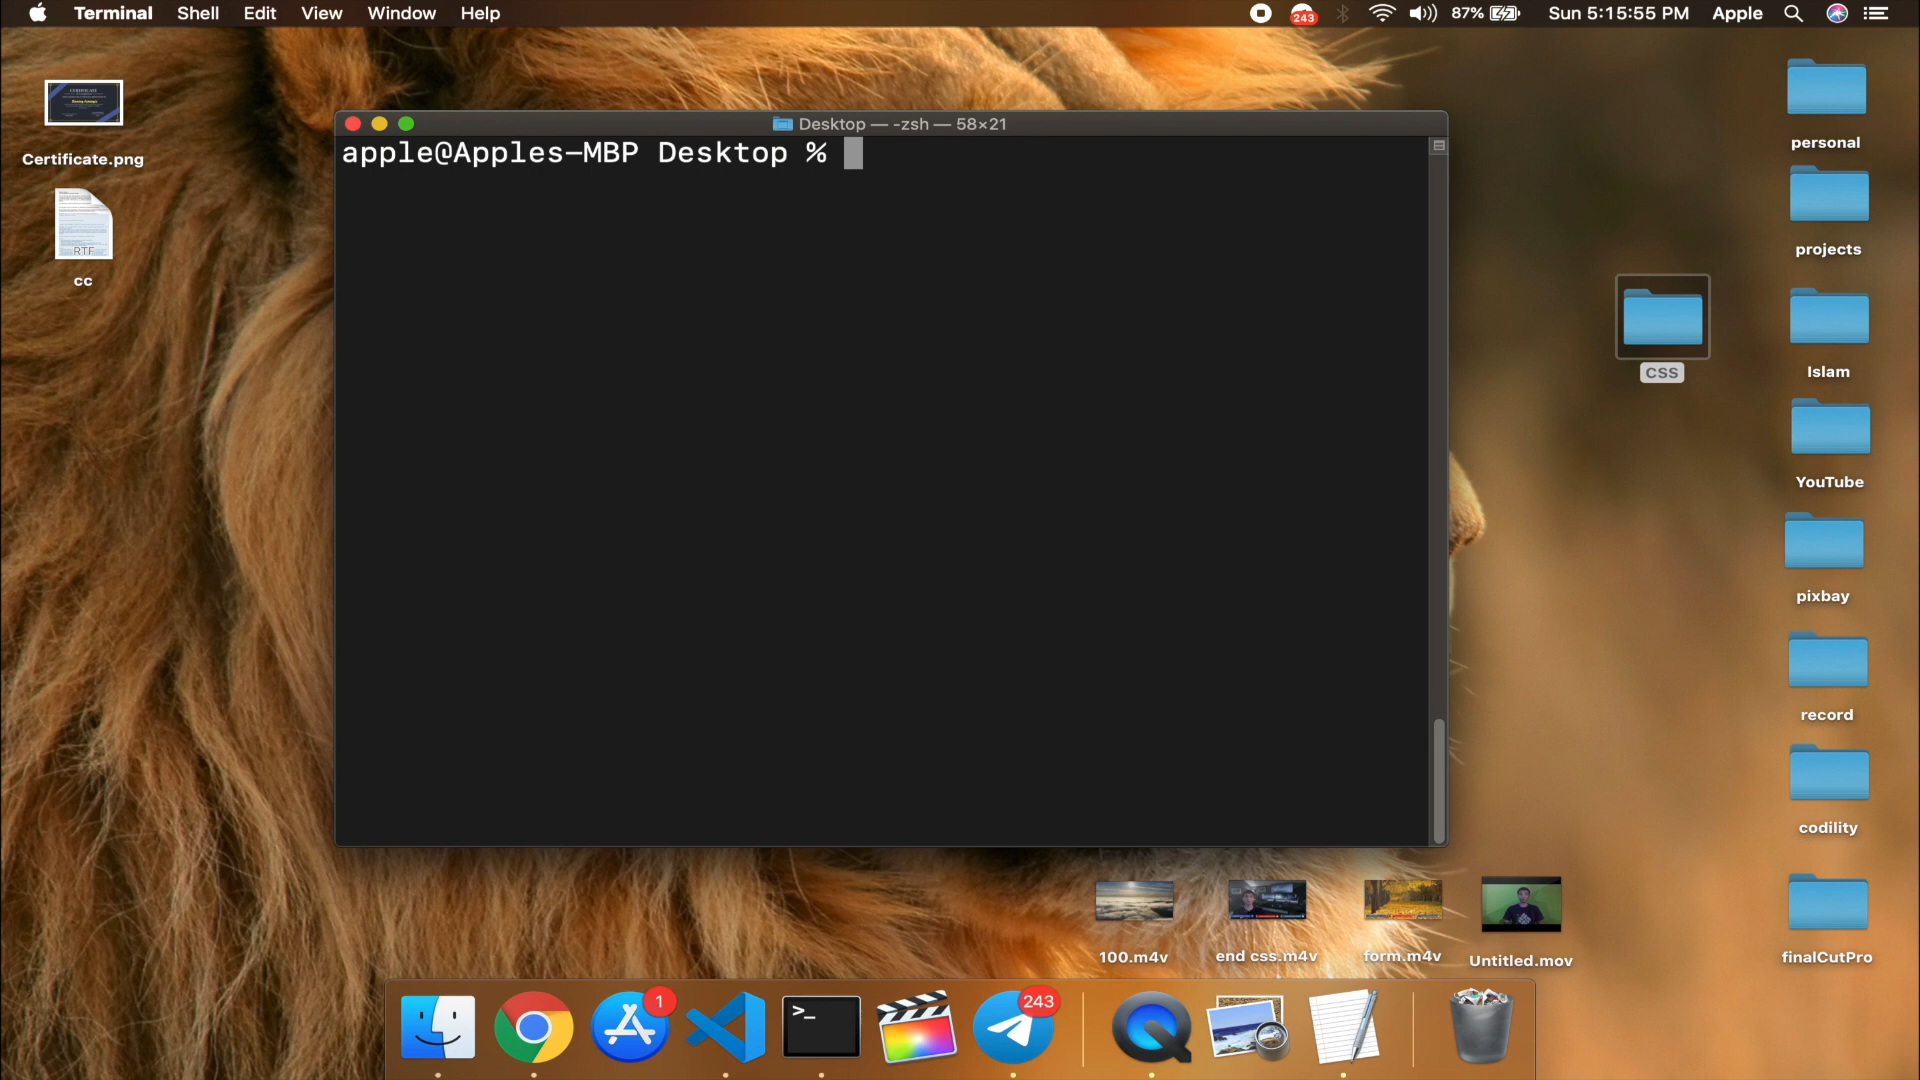 Terminal Shell Edit View Window Help 243 87% Sun 5:15:55 PM Apple
Desktop — -zsh — 58×21
apple@Apples-MBP Desktop %
CERTIFICATE
Certificate.png
RTF
cc
personal
projects
CSS
Islam
YouTube
pixbay
record
codility
finalCutPro
100.m4v
end css.m4v
form.m4v
Untitled.mov
1
>_
243